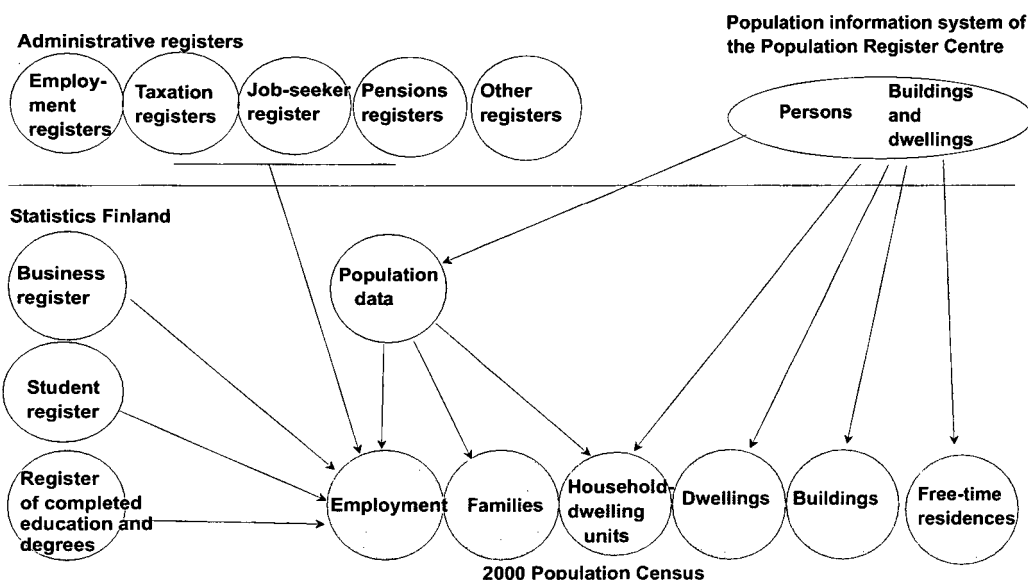 Administrative registers
Population information system of
the Population Register Centre
Employ-
ment
registers
Taxation
registers
Job-seeker
register
Pensions
registers
Other
registers
Persons
Buildings
and
dwellings
Statistics Finland
Business
register
Population
data
Student
register
Register
of completed
education and
degrees
Employment
Families
Household-
dwelling
units
Dwellings
Buildings
Free-time
residences
2000 Population Census